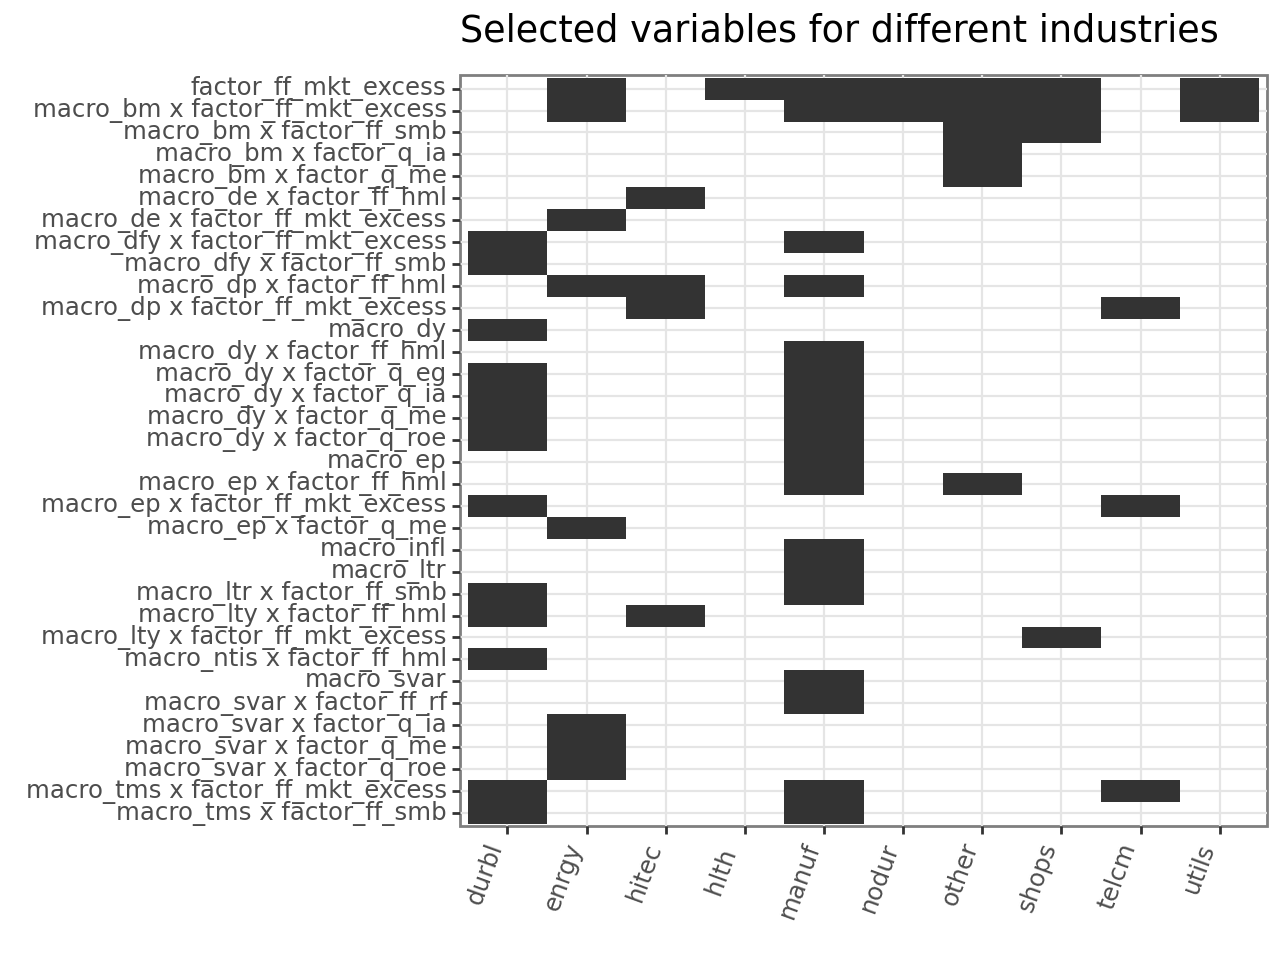 Selected variables for different industries
factor_ff_mkt_excess
macro_bm x factor_ff_mkt_excess
macro_bm x factor_ff_smb
macro_bm x factor_q_ia
macro_bm x factor_q_me
macro_de x factor_ff_hml
macro_de x factor_ff_mkt_excess
macro_dfy x factor_ff_mkt_excess
macro_dfy x factor_ff_smb
macro_dp x factor_ff_hml
macro_dp x factor_ff_mkt_excess
macro_dy
macro_dy x factor_ff_hml
macro_dy x factor_q_eg
macro_dy x factor_q_ia
macro_dy x factor_q_me
macro_dy x factor_q_roe
macro_ep
macro_ep x factor_ff_hml
macro_ep x factor_ff_mkt_excess
macro_ep x factor_q_me
macro_infl
macro_ltr
macro_ltr x factor_ff_smb
macro_lty x factor_ff_hml
macro_lty x factor_ff_mkt_excess
macro_ntis x factor_ff_hml
macro_svar
macro_svar x factor_ff_rf
macro_svar x factor_q_ia
macro_svar x factor_q_me
macro_svar x factor_q_roe
macro_tms x factor_ff_mkt_excess
macro_tms x factor_ff_smb
durbl
enrgy
hitec
hlth
manuf
nodur
other
shops
telcm
utils